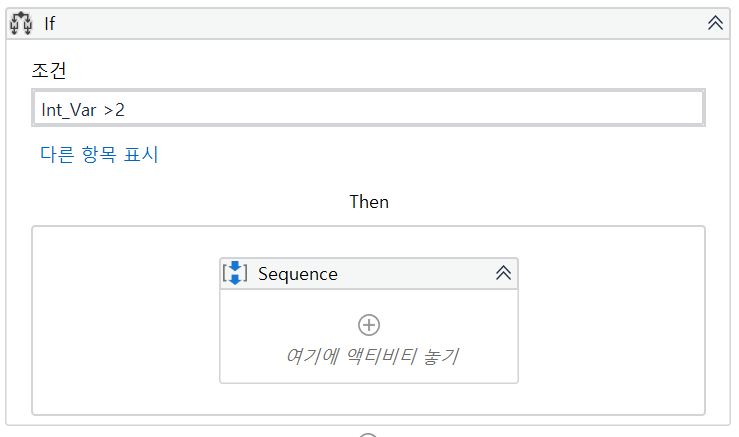 If
조건
Int_Var >2
다른 항목 표시
Then
Sequence
여기에 액티비티 놓기